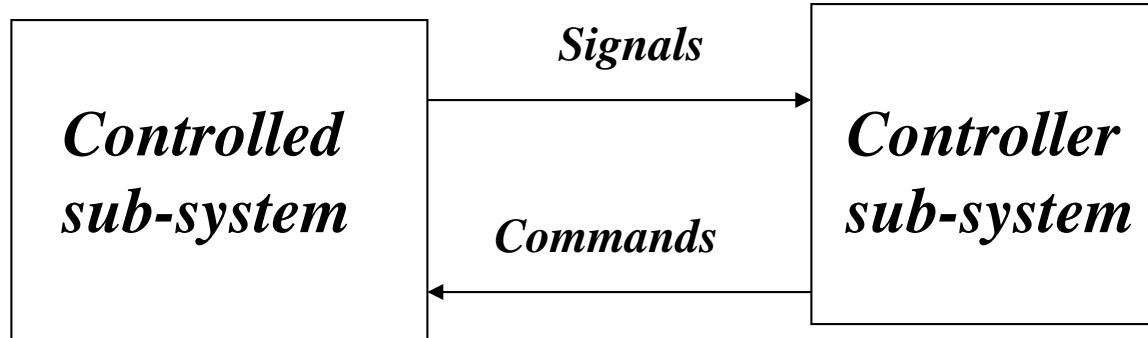 Signals
Controlled
sub-system
Controller
sub-system
Commands